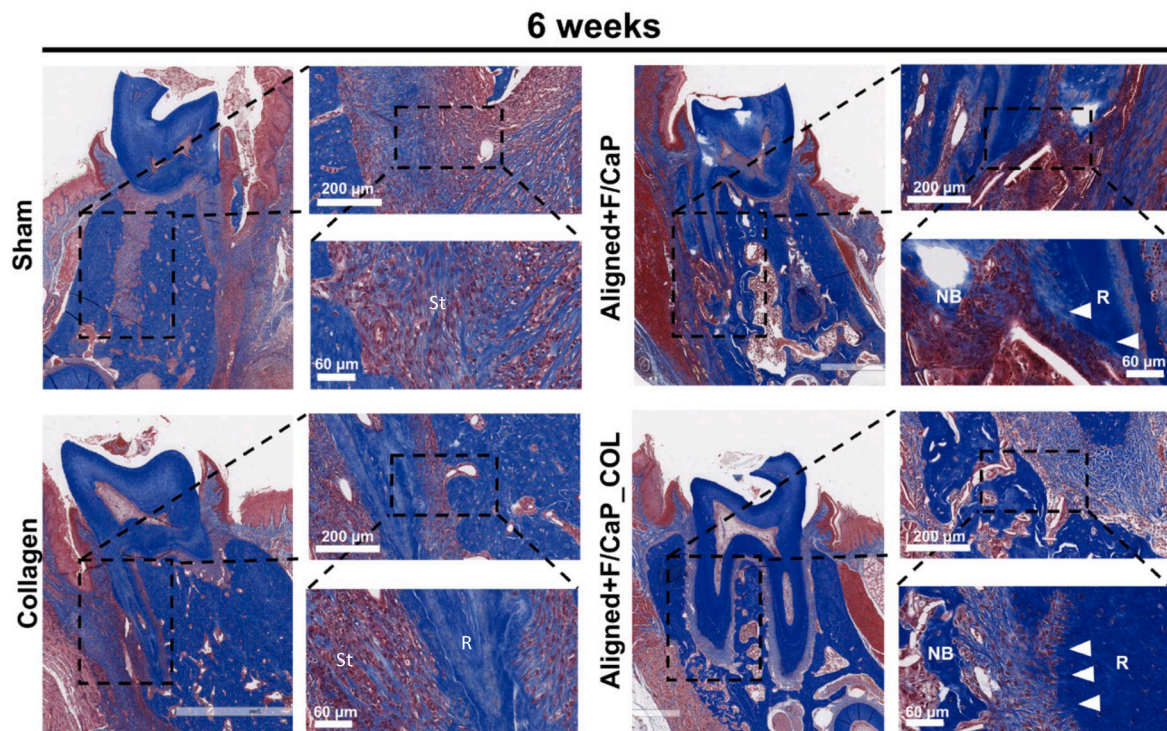 6 weeks
Sham
200 µm
St
60 µm
Aligned+F/CaP
200 µm
NB
R
60 µm
Collagen
200 µm
St
R
60 µm
Aligned+F/CaP_COL
200 µm
NB
R
60 µm